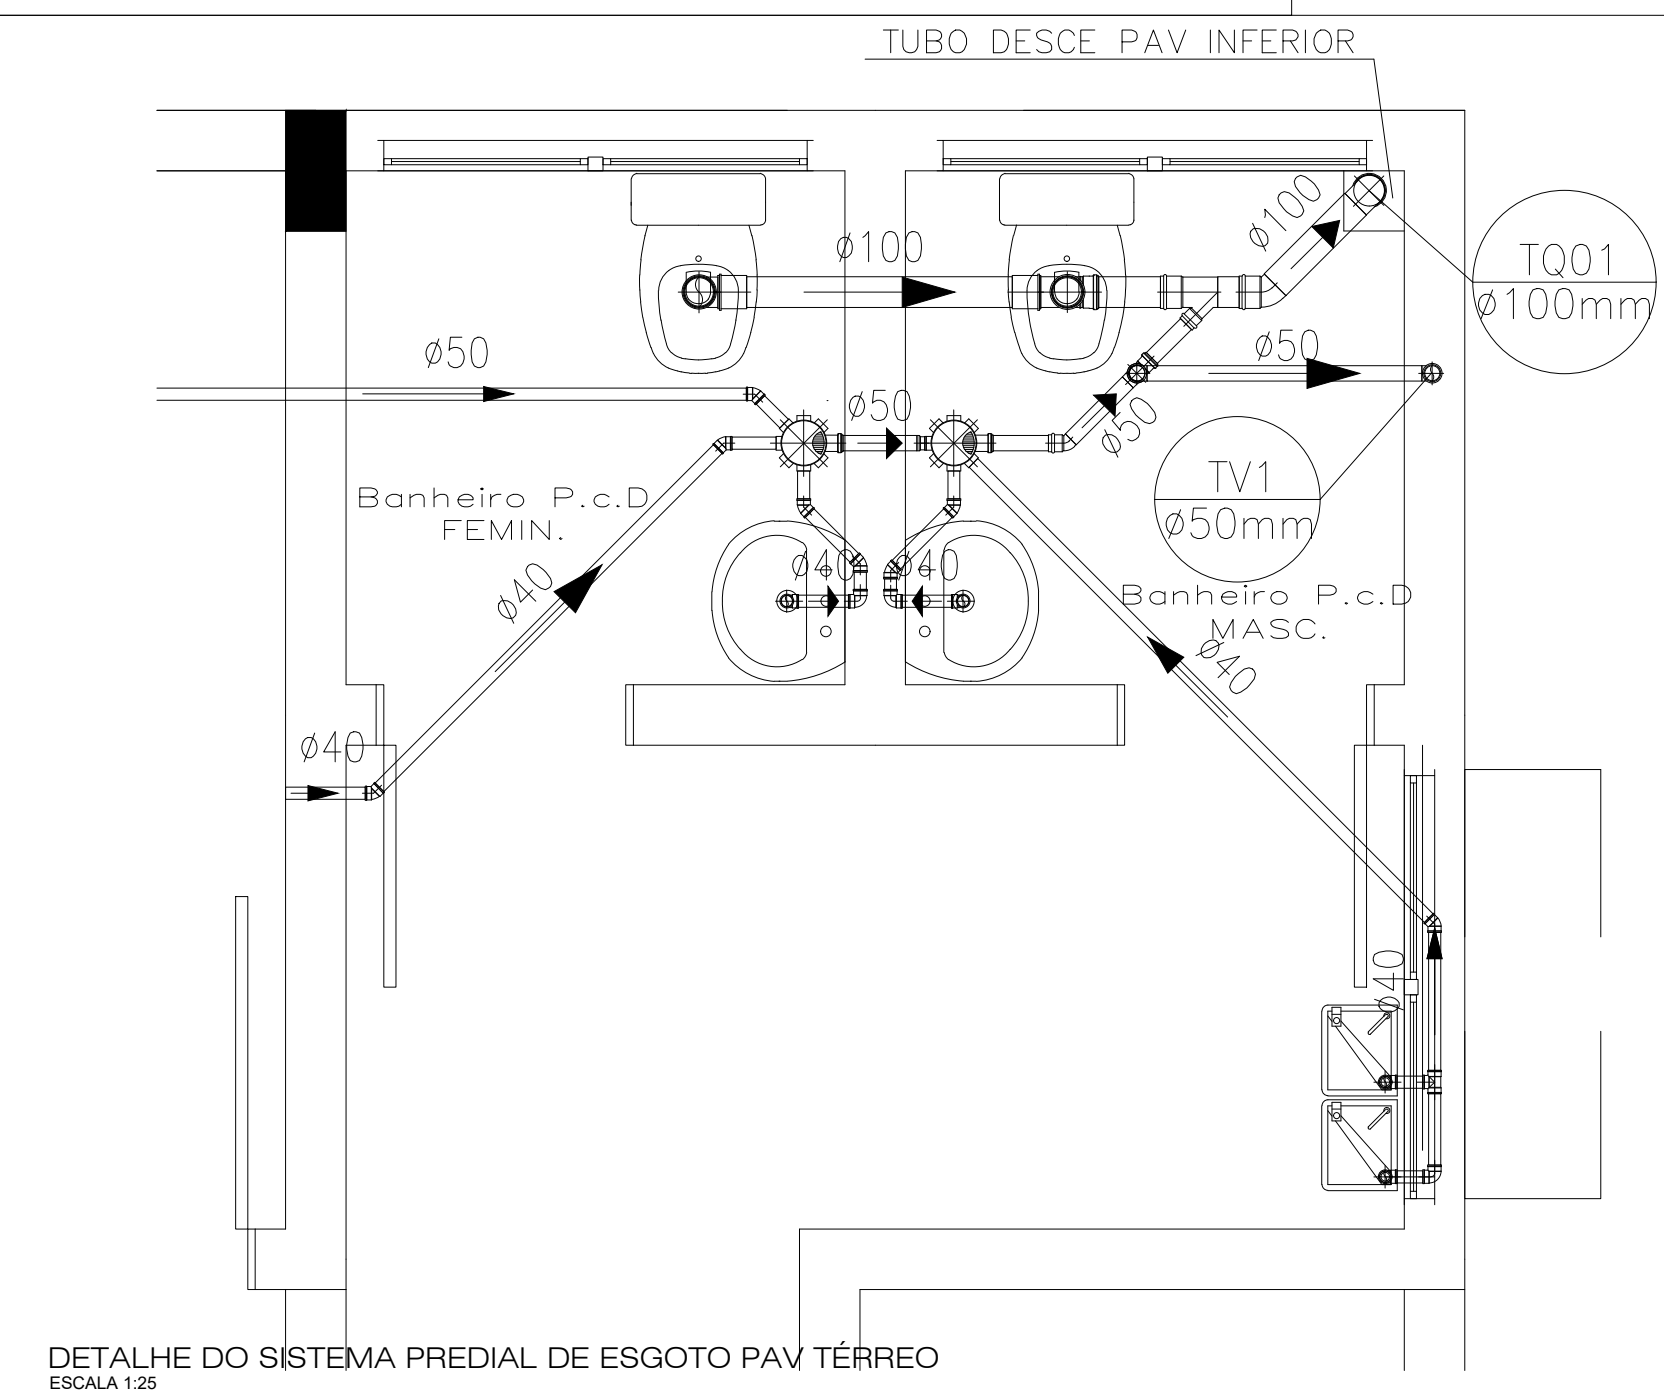 TUBO DESCE PAV INFERIOR
ø100
ø100
TQ01
ø100mm
ø50
ø50
ø50
ø50
TV1
ø50mm
Banheiro P.c.D
FEMIN.
ø40
ø40
ø40
Banheiro P.c.D
MASC.
ø40
ø40
ø40
DETALHE DO SISTEMA PREDIAL DE ESGOTO PAV TÉRREO
ESCALA 1:25